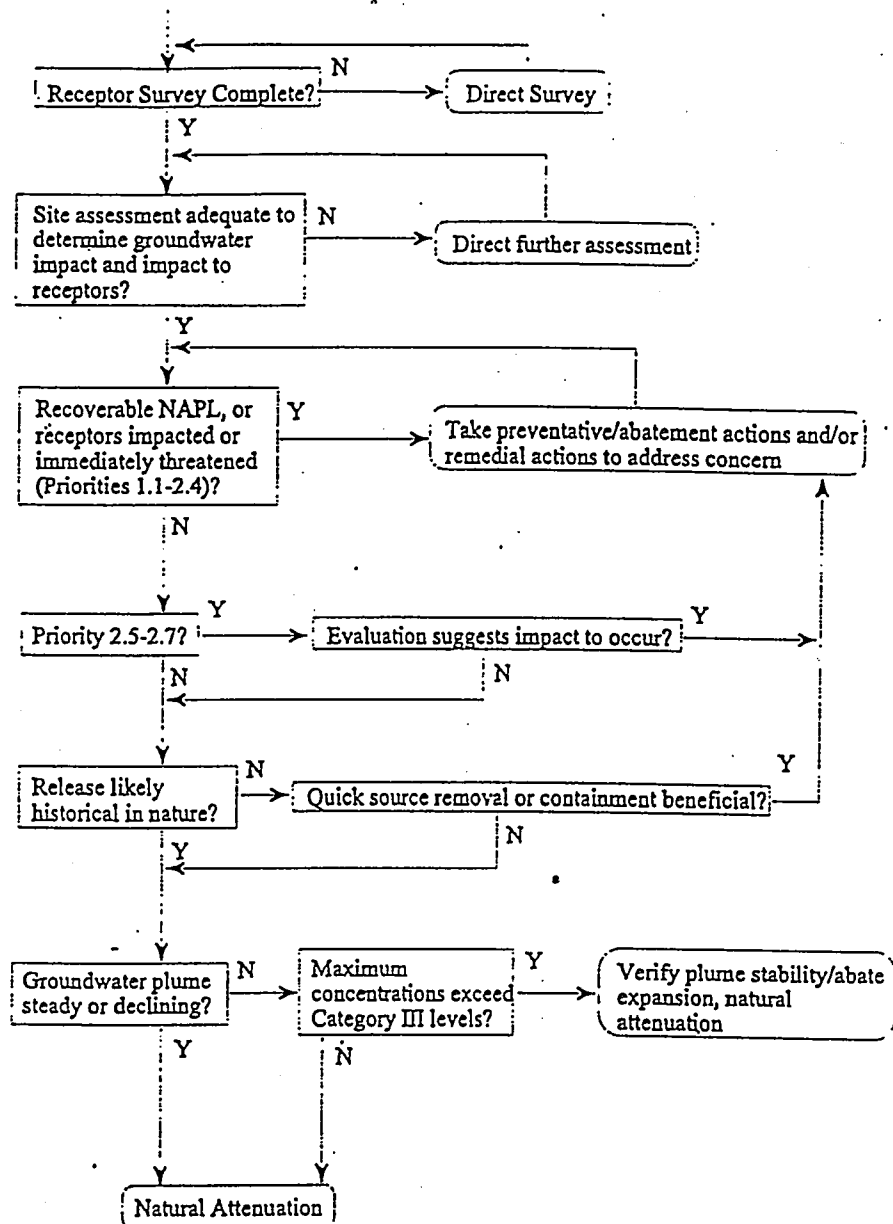 N
Receptor Survey Complete?
Direct Survey
Y
Site assessment adequate to
determine groundwater
impact and impact to
receptors?
N
Direct further assessment
Y
Recoverable NAPL, or
receptors impacted or
immediately threatened
(Priorities 1.1-2.4)?
Y
Take preventative/abatement actions and/or
remedial actions to address concern
N
Priority 2.5-2.7?
Y
Evaluation suggests impact to occur?
Y
N
N
Release likely
historical in nature?
N
Quick source removal or containment beneficial?
Y
Y
N
Groundwater plume
steady or declining?
N
Maximum
concentrations exceed
Category III levels?
Y
Verify plume stability/abate
expansion, natural
attenuation
Y
N
Natural Attenuation